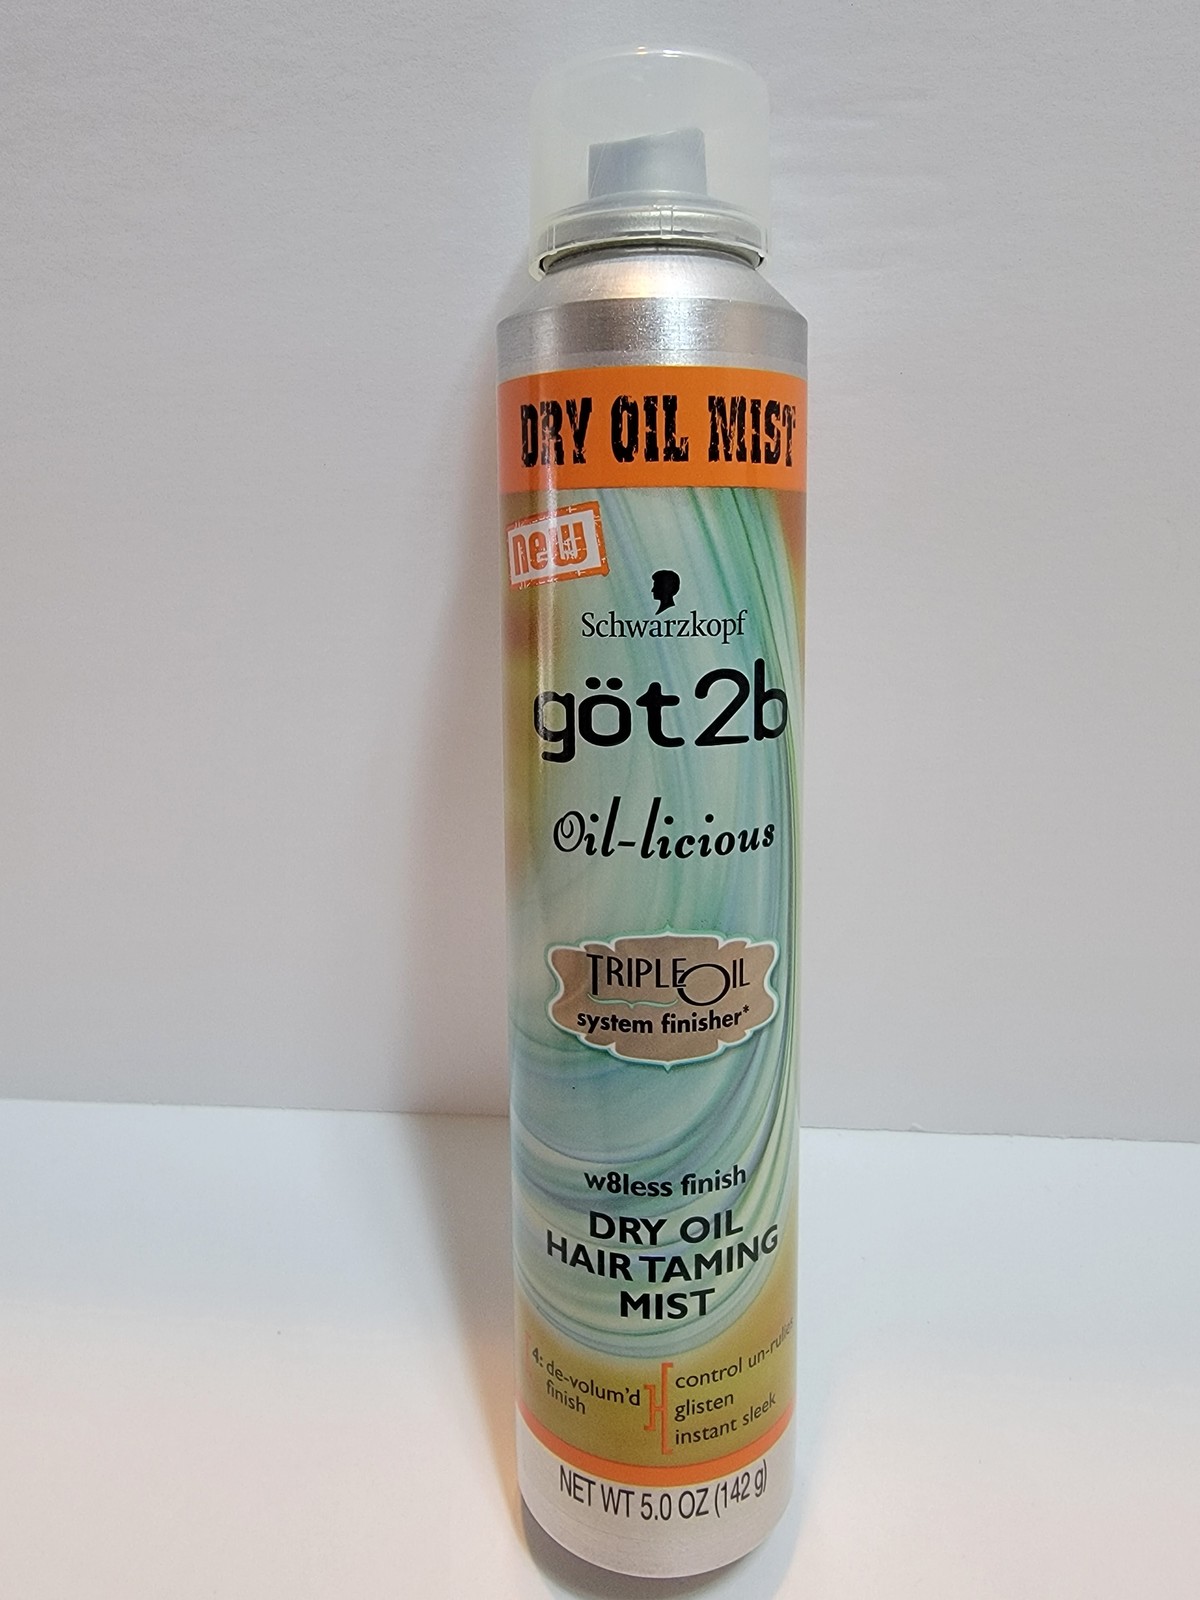 DRY OIL MIST
new
Schwarzkopf
göt2b
Oil-licious
TRIPLE OIL
system finisher*
w8less finish
DRY OIL
HAIR TAMING
MIST
4: de-volum'd
finish
control un-rulies
glisten
instant sleek
NET WT 5.0 OZ (142 g)